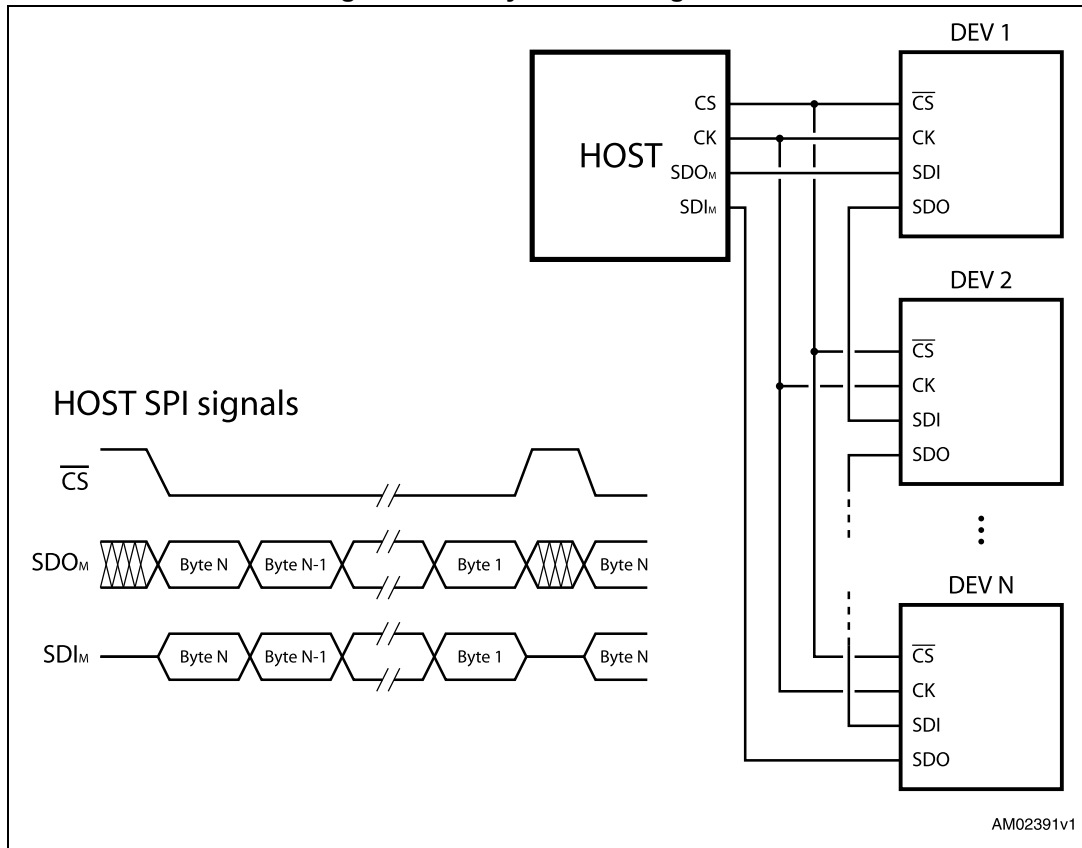 DEV 1
HOST
CS
CK
SDOM
SDIM
CS
CK
SDI
SDO
DEV 2
CS
CK
SDI
SDO
DEV N
CS
CK
SDI
SDO
HOST SPI signals
CS
SDOM Byte N Byte N-1 Byte 1 Byte N
SDIM Byte N Byte N-1 Byte 1 Byte N
AM02391v1